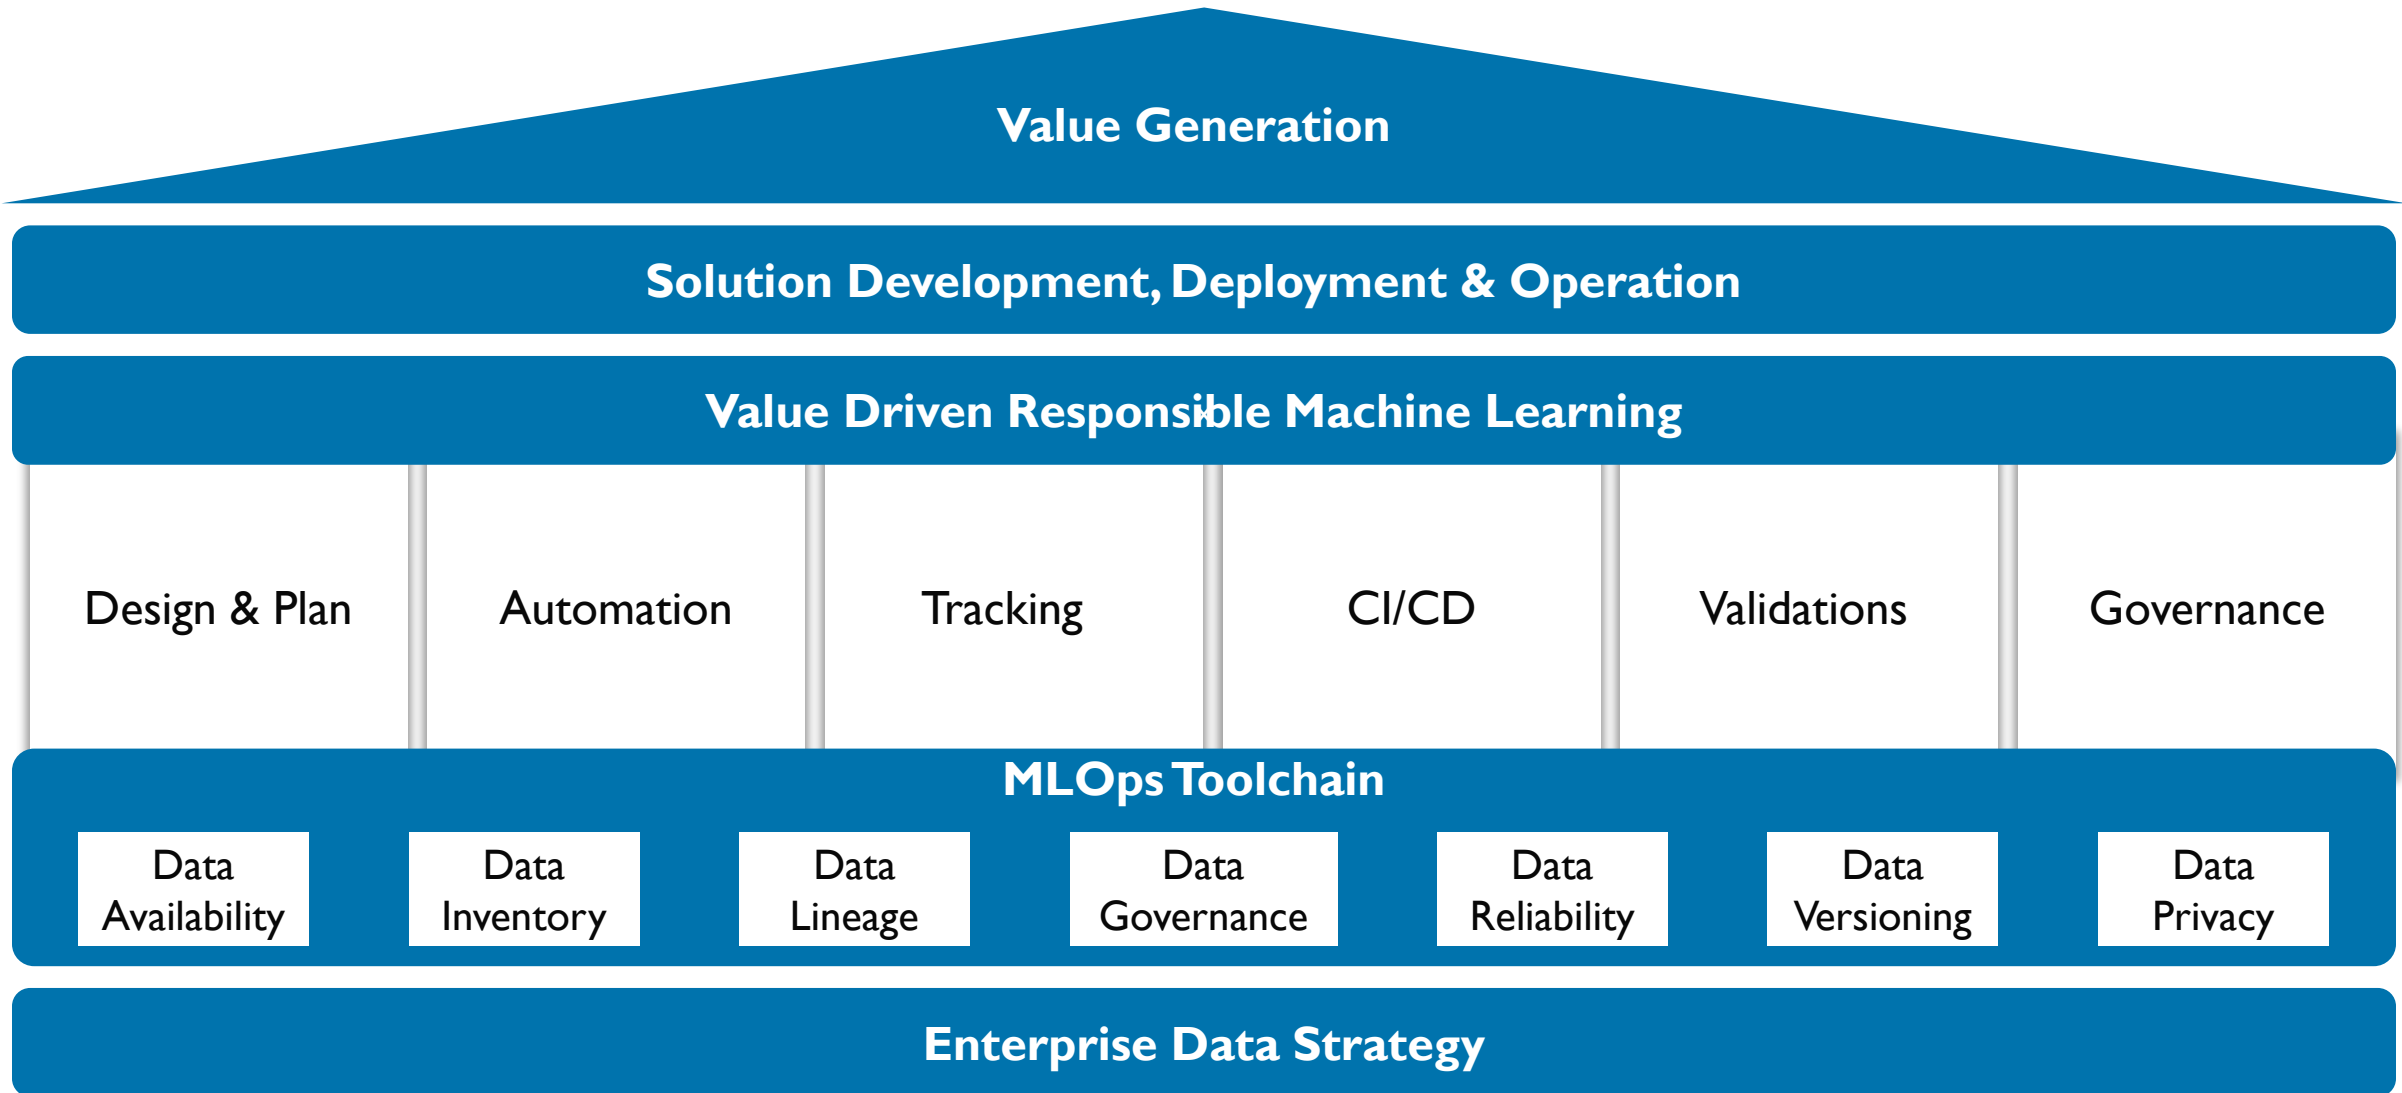 Value Generation
Solution Development, Deployment & Operation
Value Driven Responsible Machine Learning
Design & Plan
Automation
Tracking
CI/CD
Validations
Governance
MLOps Toolchain
Data
Availability
Data
Inventory
Data
Lineage
Data
Governance
Data
Reliability
Data
Versioning
Data
Privacy
Enterprise Data Strategy